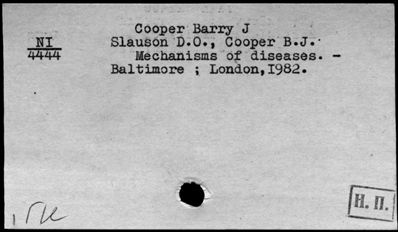 Cooper Barry J
NI
4444
Slauson D.O., Cooper B.J.
Mechanisms of diseases. -
Baltimore ; London,1982.
Н. П.